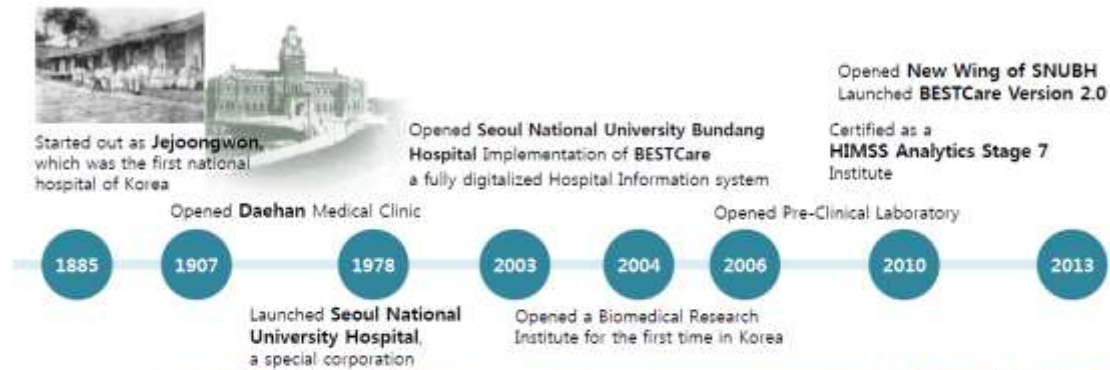 Started out as Jejoongwon,
which was the first national
hospital of Korea
Opened Daehan Medical Clinic
Opened Seoul National University Bundang
Hospital Implementation of BESTCare
a fully digitalized Hospital Information system
Opened New Wing of SNUBH
Launched BESTCare Version 2.0
Certified as a
HIMSS Analytics Stage 7
Institute
Opened Pre-Clinical Laboratory
1885
1907
1978
2003
2004
2006
2010
2013
Launched Seoul National
University Hospital,
a special corporation
Opened a Biomedical Research
Institute for the first time in Korea